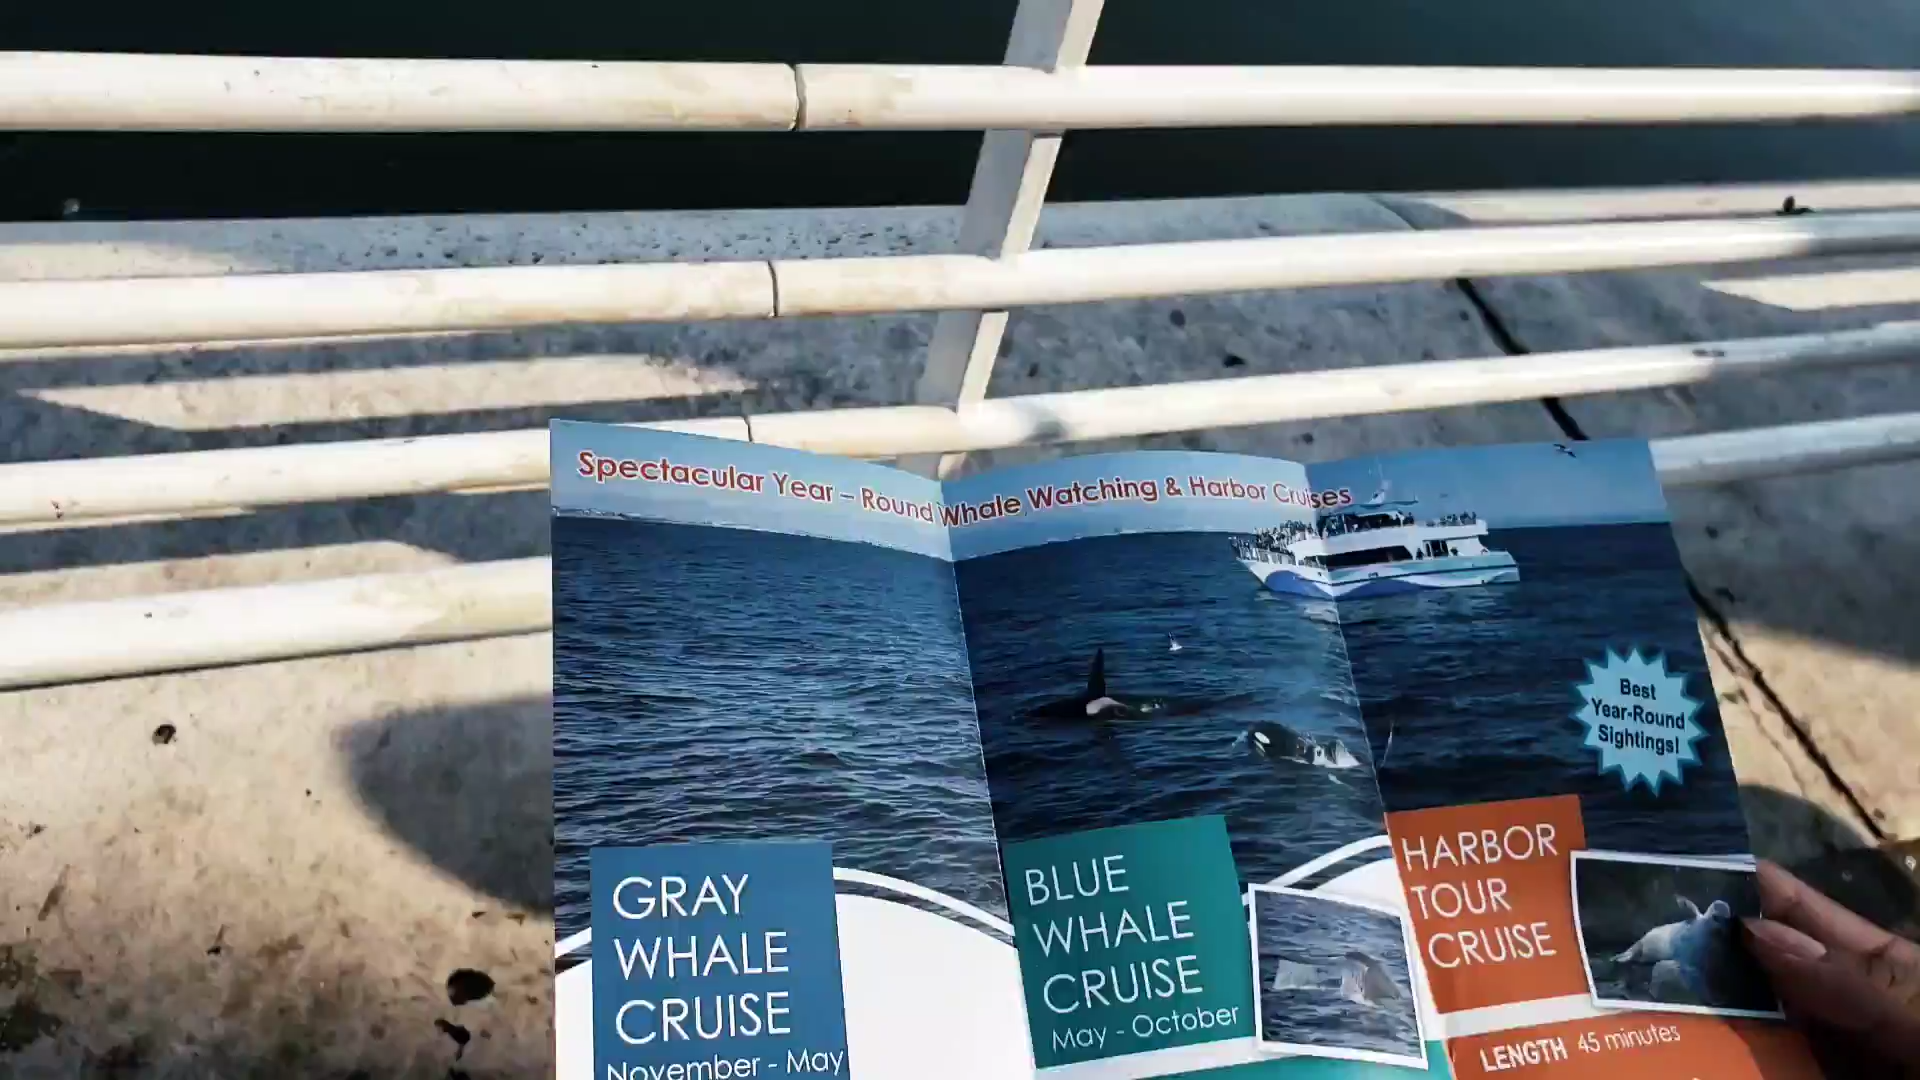 Spectacular Year – Round Whale Watching & Harbor Cruises
Best
Year-Round
Sightings!
GRAY
WHALE
CRUISE
November - May
BLUE
WHALE
CRUISE
May - October
HARBOR
TOUR
CRUISE
LENGTH 45 minutes